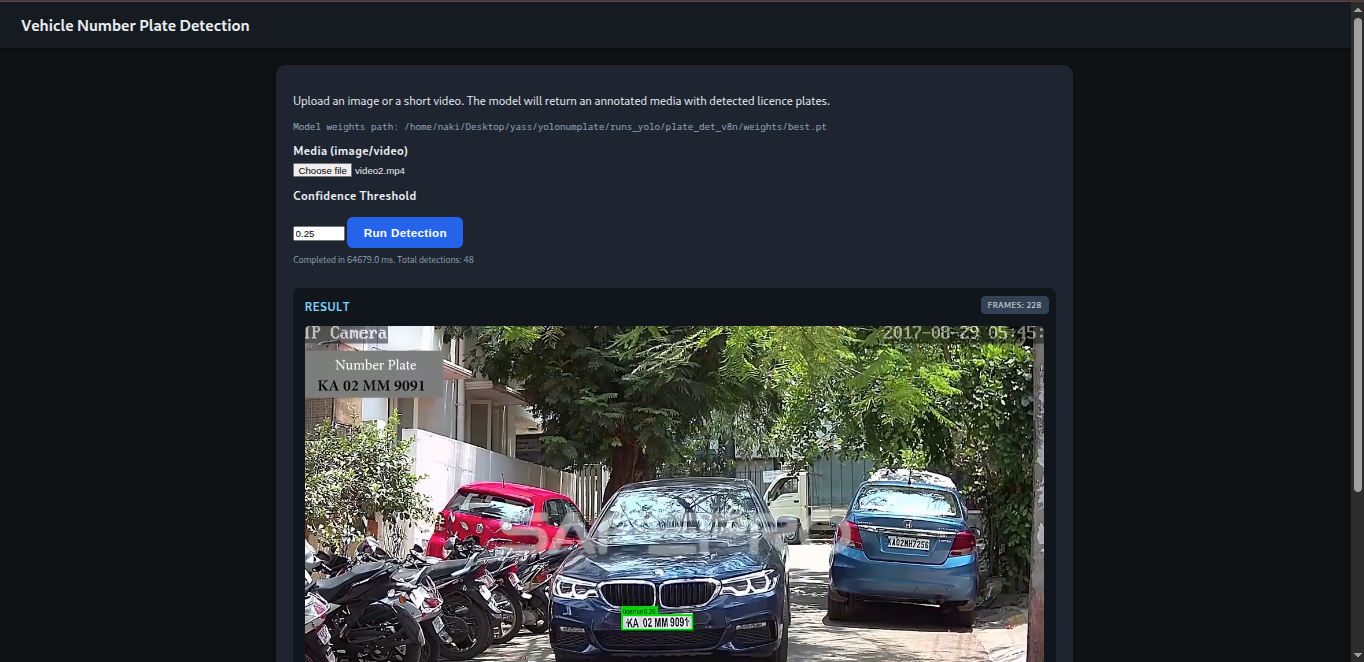 Vehicle Number Plate Detection
Upload an image or a short video. The model will return an annotated media with detected licence plates.
Model weights path: /home/naki/Desktop/yass/yolonumplate/runs_yolo/plate_det_v8n/weights/best.pt
Media (image/video)
Choose file video2.mp4
Confidence Threshold
0.25 Run Detection
Completed in 64679.0 ms. Total detections: 48
RESULT FRAMES: 228
IP Camera 2017-08-29 05:45:
Number Plate
KA 02 MM 9091
KA02MH7256
licence 0.26
KA 02 MM 9091